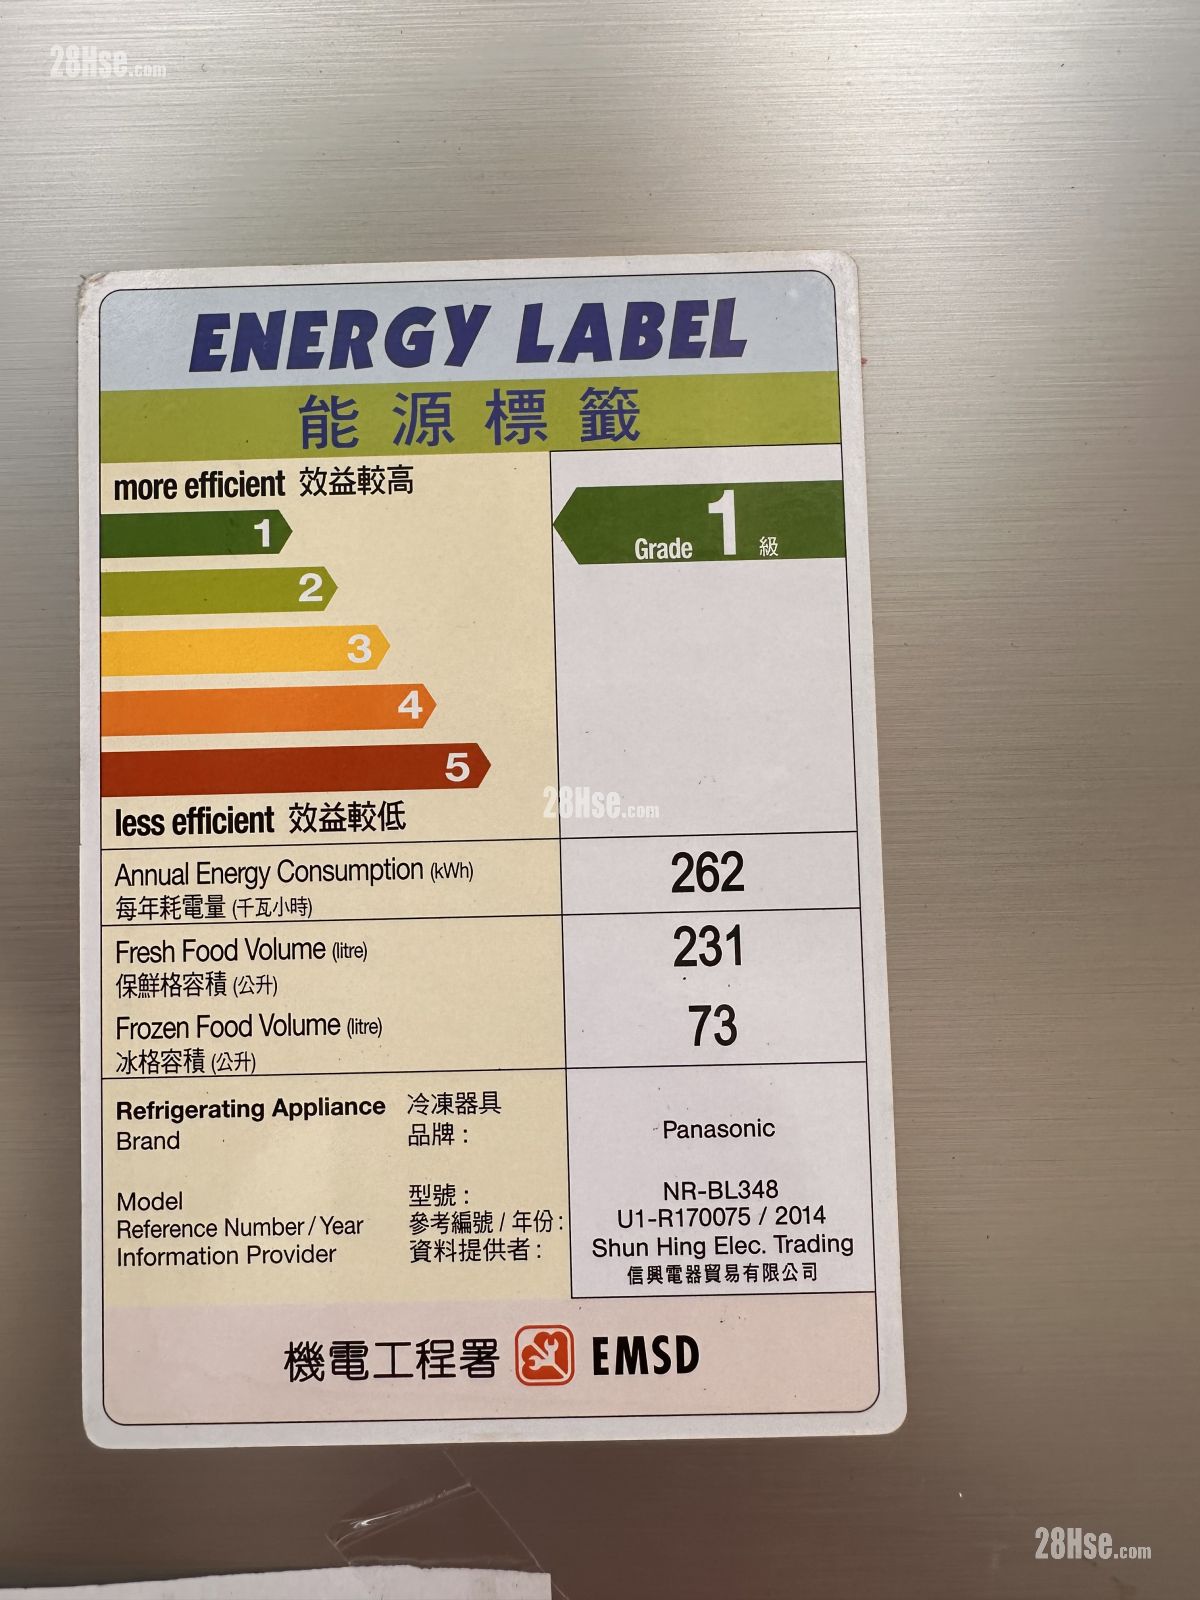 28Hse.com
ENERGY LABEL
能源標籤
more efficient 效益較高
1
Grade 1 級
2
3
4
5
28Hse.com
less efficient 效益較低
Annual Energy Consumption (kWh) 262
每年耗電量 (千瓦小時)
Fresh Food Volume (litre) 231
保鮮格容積 (公升)
Frozen Food Volume (litre) 73
冰格容積 (公升)
Refrigerating Appliance 冷凍器具
Brand 品牌 : Panasonic
Model 型號 : NR-BL348
Reference Number / Year 參考編號 / 年份 : U1-R170075 / 2014
Information Provider 資料提供者 : Shun Hing Elec. Trading
信興電器貿易有限公司
機電工程署 EMSD
28Hse.com